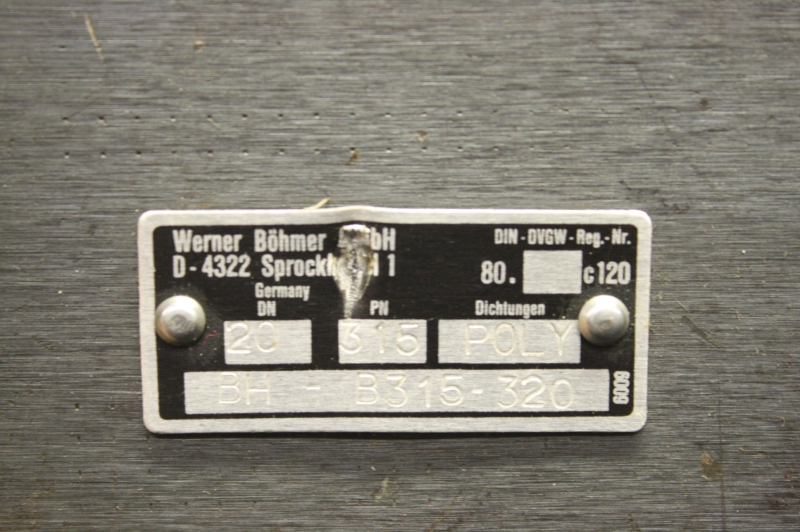 Werner Böhmer
D-4322 1
Germany
DN
PN
DIN-DVGW-Reg.-Nr.
80. c120
Dichtungen
20 315 POLY
BH - B315-320
6009